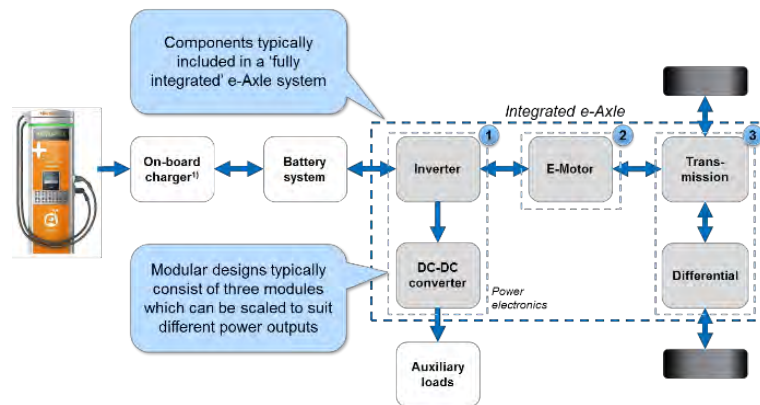 Components typically
included in a 'fully
integrated' e-Axle system
Integrated e-Axle
1
2
3
On-board
charger¹⁾
Battery
system
Inverter
E-Motor
Trans-
mission
Modular designs typically
consist of three modules
which can be scaled to suit
different power outputs
DC-DC
converter
Power
electronics
Differential
Auxiliary
loads